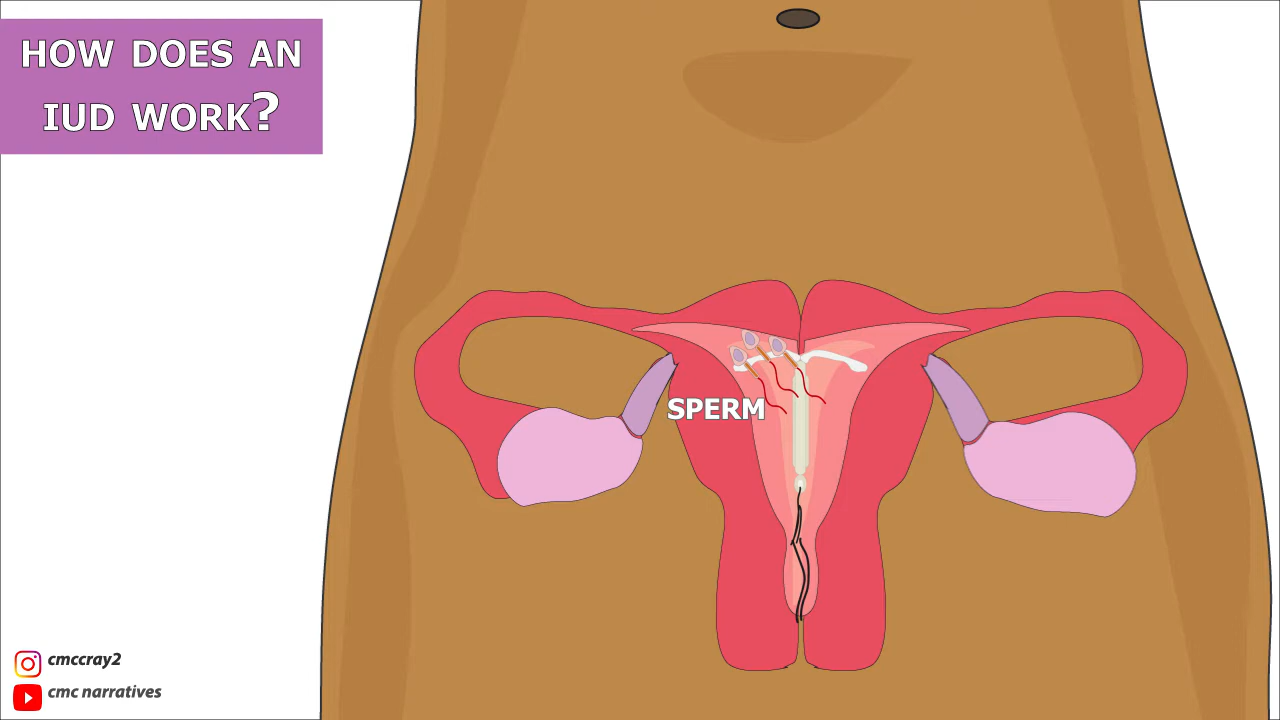 HOW DOES AN
IUD WORK?
SPERM
cmccray2
cmc narratives